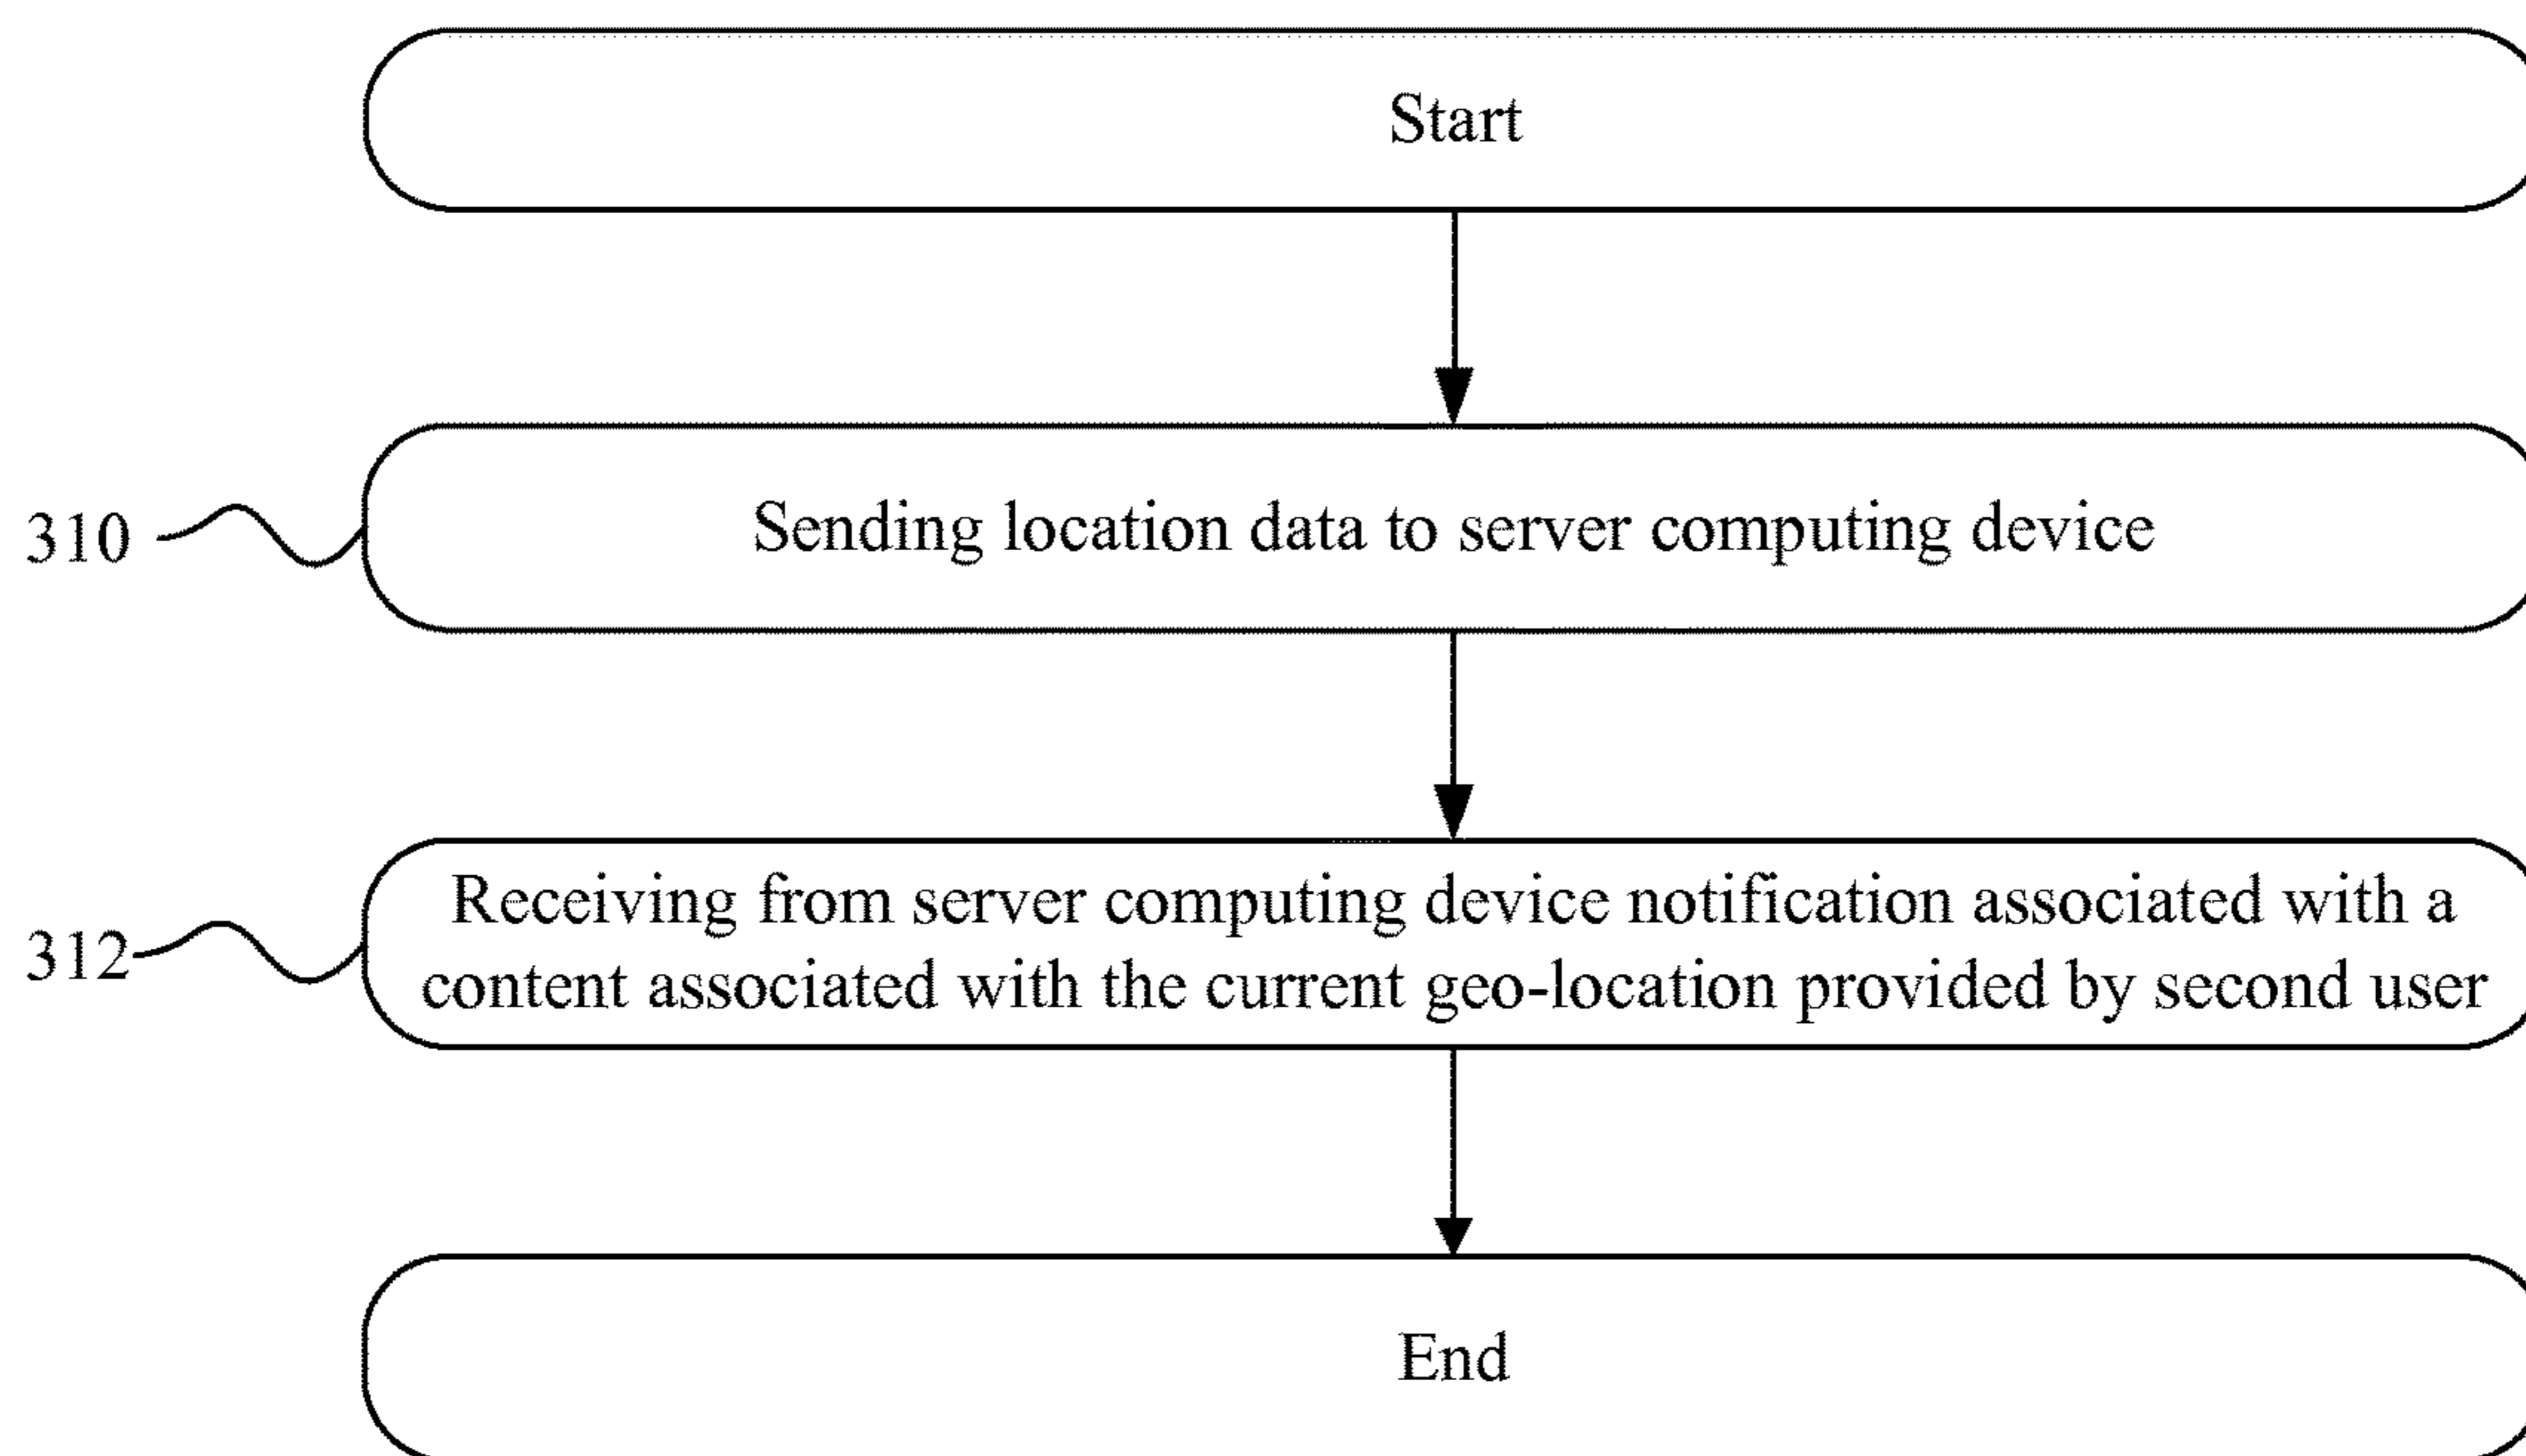 Start
310
Sending location data to server computing device
312
Receiving from server computing device notification associated with a
content associated with the current geo-location provided by second user
End